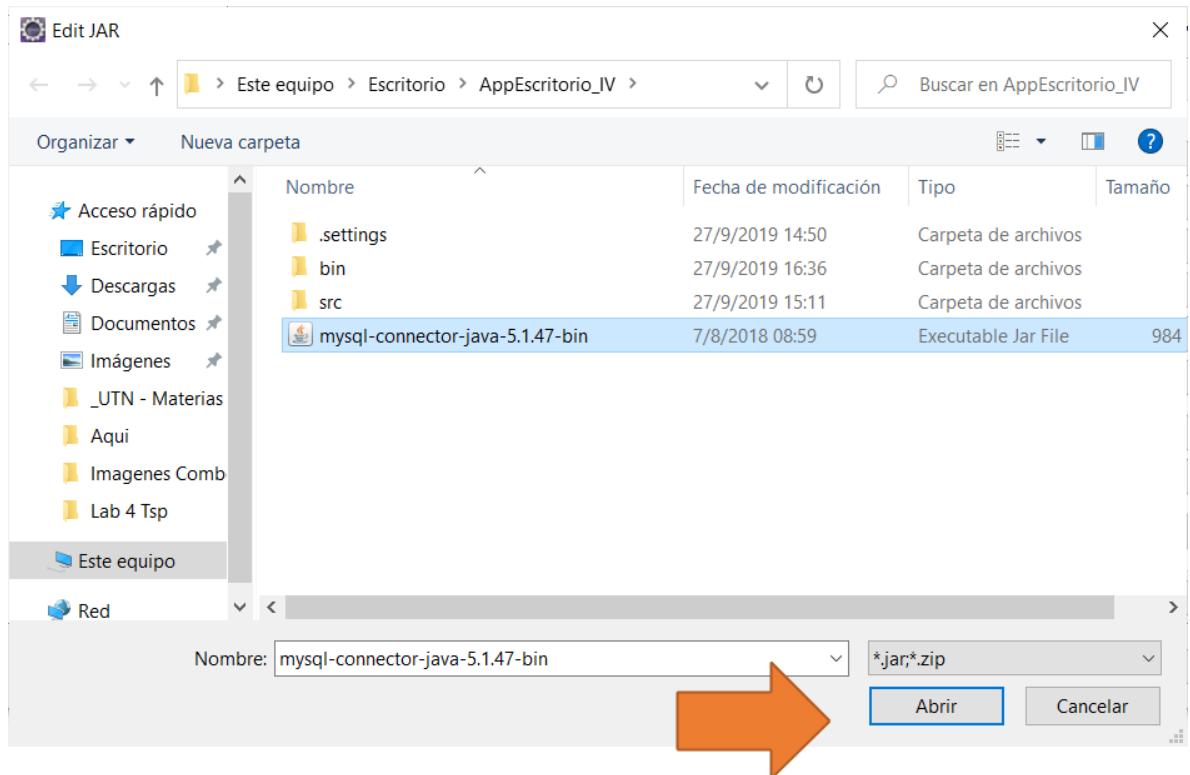 Edit JAR
Este equipo > Escritorio > AppEscritorio_IV >
Buscar en AppEscritorio_IV
Organizar
Nueva carpeta
?
Nombre
Fecha de modificación
Tipo
Tamaño
Acceso rápido
Escritorio
Descargas
Documentos
Imágenes
_UTN - Materias
Aqui
Imagenes Comb
Lab 4 Tsp
Este equipo
Red
.settings 27/9/2019 14:50 Carpeta de archivos
bin 27/9/2019 16:36 Carpeta de archivos
src 27/9/2019 15:11 Carpeta de archivos
mysql-connector-java-5.1.47-bin 7/8/2018 08:59 Executable Jar File 984
Nombre: mysql-connector-java-5.1.47-bin
*.jar;*.zip
Abrir
Cancelar